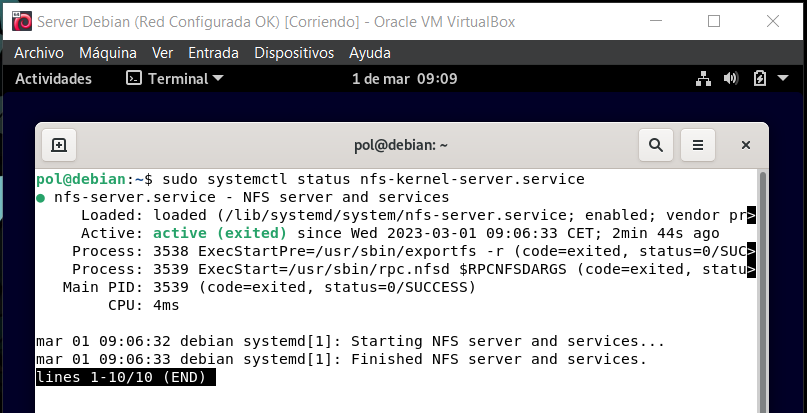 Server Debian (Red Configurada OK) [Corriendo] - Oracle VM VirtualBox
Archivo Máquina Ver Entrada Dispositivos Ayuda
Actividades Terminal 1 de mar 09:09
pol@debian: ~
pol@debian:~$ sudo systemctl status nfs-kernel-server.service
● nfs-server.service - NFS server and services
Loaded: loaded (/lib/systemd/system/nfs-server.service; enabled; vendor pr>
Active: active (exited) since Wed 2023-03-01 09:06:33 CET; 2min 44s ago
Process: 3538 ExecStartPre=/usr/sbin/exportfs -r (code=exited, status=0/SUC>
Process: 3539 ExecStart=/usr/sbin/rpc.nfsd $RPCNFSDARGS (code=exited, statu>
Main PID: 3539 (code=exited, status=0/SUCCESS)
CPU: 4ms
mar 01 09:06:32 debian systemd[1]: Starting NFS server and services...
mar 01 09:06:33 debian systemd[1]: Finished NFS server and services.
lines 1-10/10 (END)